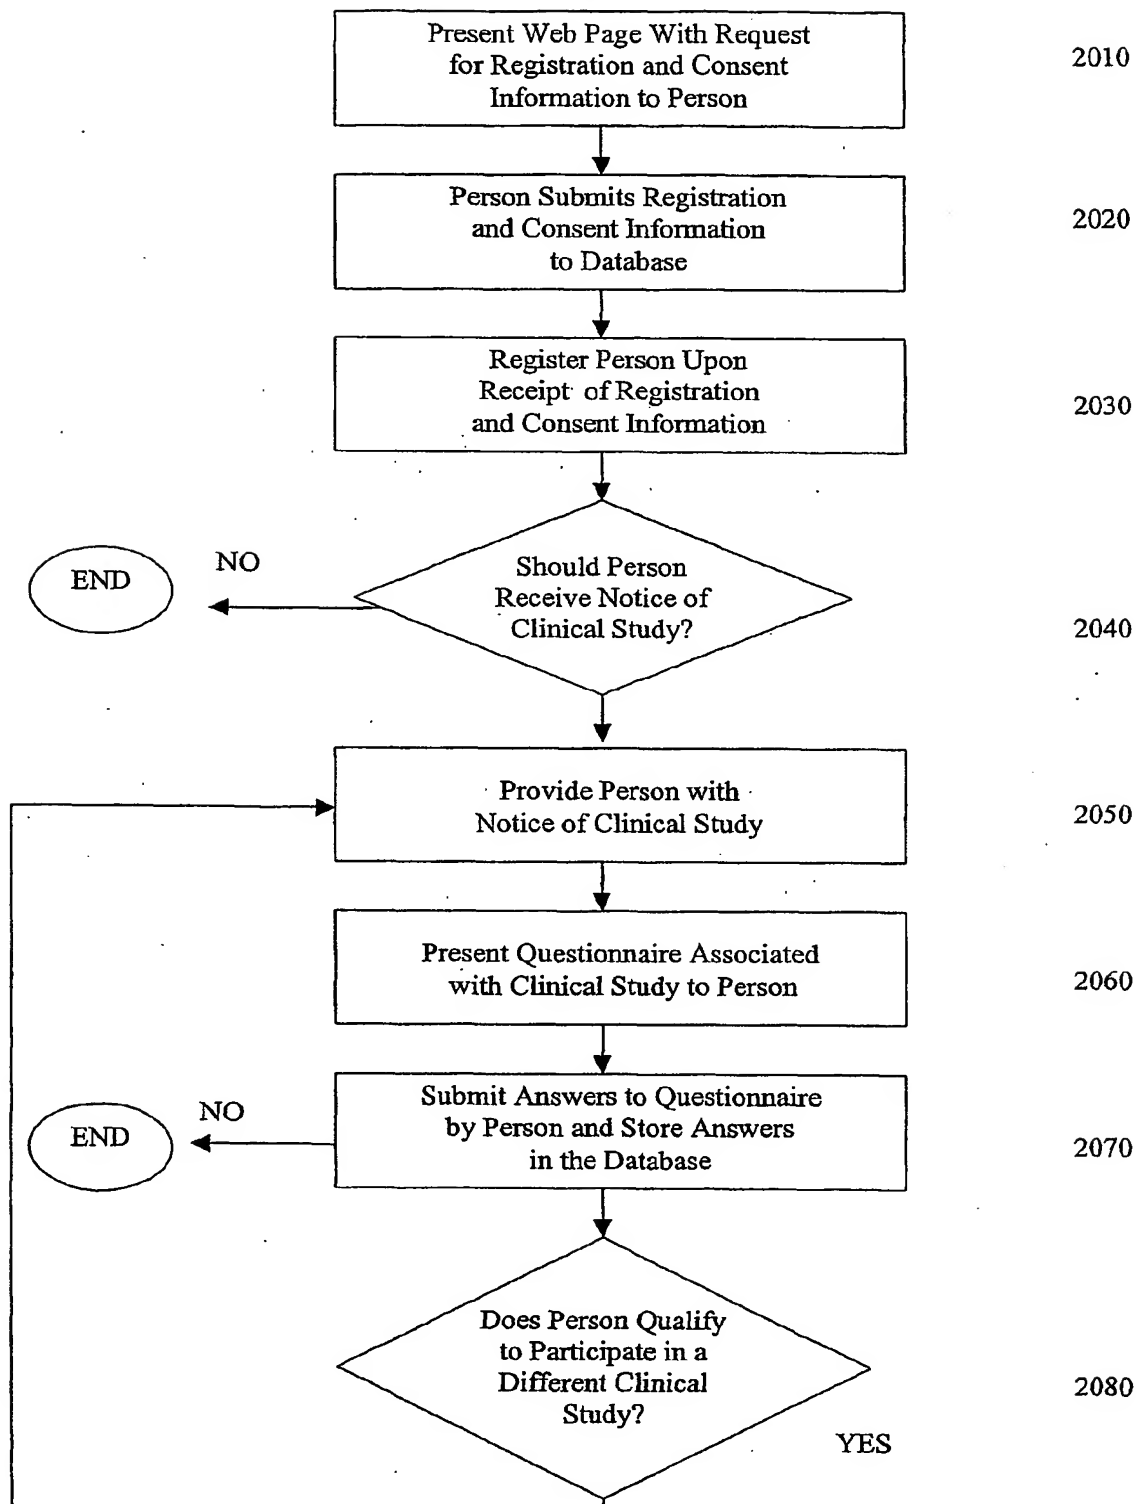 Present Web Page With Request
for Registration and Consent
Information to Person
2010
Person Submits Registration
and Consent Information
to Database
2020
Register Person Upon
Receipt of Registration
and Consent Information
2030
END
NO
Should Person
Receive Notice of
Clinical Study?
2040
Provide Person with
Notice of Clinical Study
2050
Present Questionnaire Associated
with Clinical Study to Person
2060
END
NO
Submit Answers to Questionnaire
by Person and Store Answers
in the Database
2070
Does Person Qualify
to Participate in a
Different Clinical
Study?
2080
YES